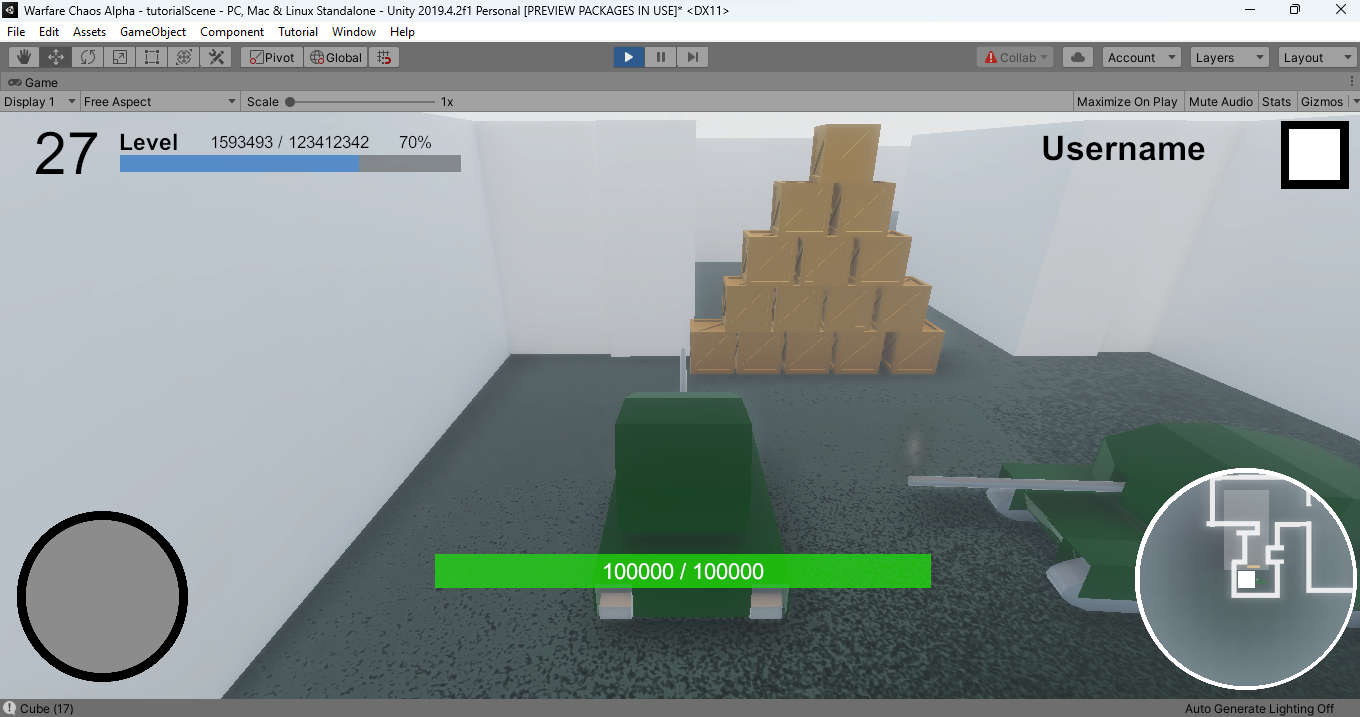 Warfare Chaos Alpha - tutorialScene - PC, Mac & Linux Standalone - Unity 2019.4.2f1 Personal [PREVIEW PACKAGES IN USE]* <DX11>
File Edit Assets GameObject Component Tutorial Window Help
Pivot Global Collab Account Layers Layout
Game
Display 1 Free Aspect Scale 1x Maximize On Play Mute Audio Stats Gizmos
27 Level 1593493 / 123412342 70% Username
100000 / 100000
Cube (17) Auto Generate Lighting Off